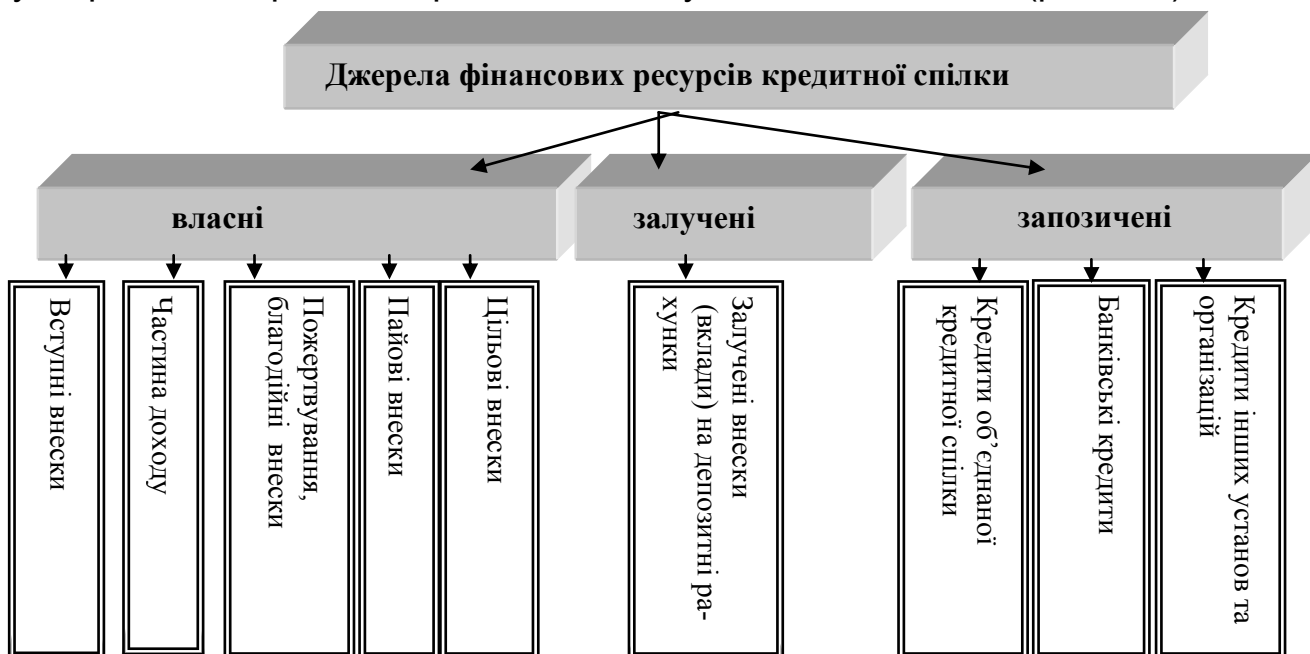 Джерела фінансових ресурсів кредитної спілки
власні
залучені
запозичені
Вступні внески
Частина доходу
Пожертвування,
благодійні внески
Пайові внески
Цільові внески
Залучені внески
(вклади) на депозитні ра-
хунки
Кредити об’єднаної
кредитної спілки
Банківські кредити
Кредити інших установ та
організацій